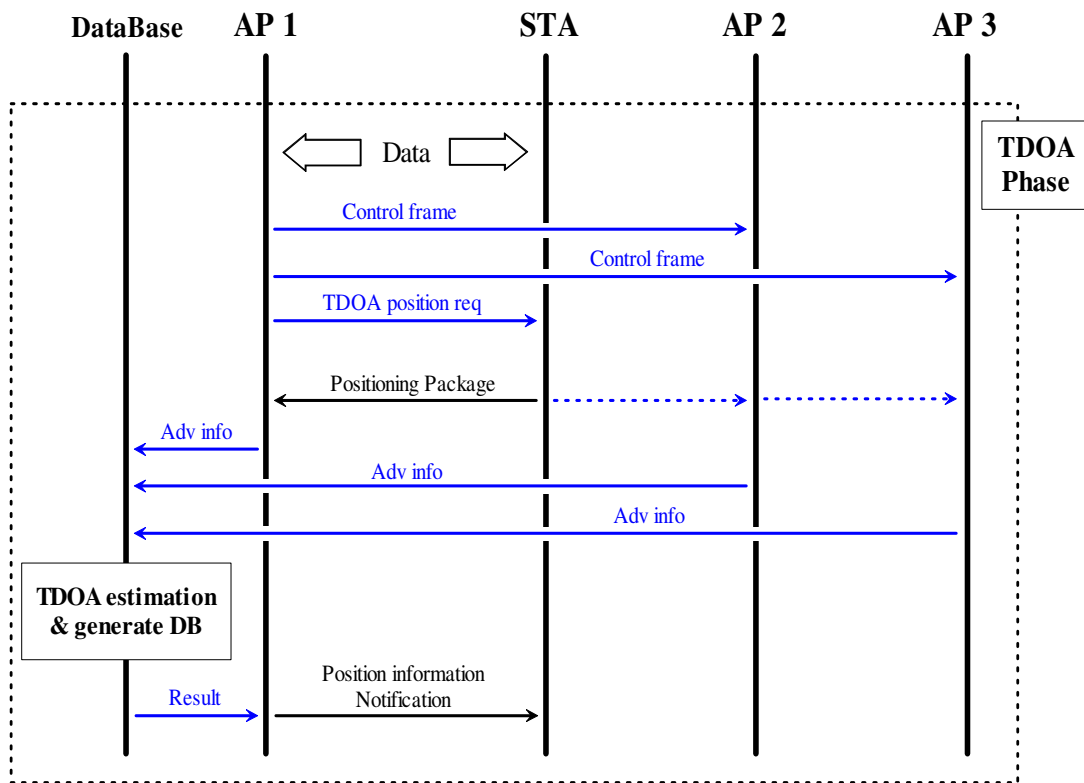 DataBase
AP 1
STA
AP 2
AP 3
Data
TDOA
Phase
Control frame
Control frame
TDOA position req
Positioning Package
Adv info
Adv info
Adv info
TDOA estimation
& generate DB
Position information
Notification
Result